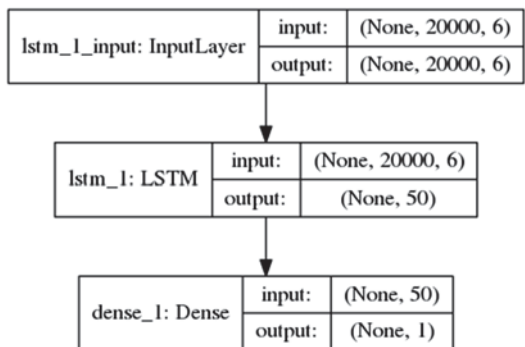 lstm_1_input: InputLayer
input: (None, 20000, 6)
output: (None, 20000, 6)
lstm_1: LSTM
input: (None, 20000, 6)
output: (None, 50)
dense_1: Dense
input: (None, 50)
output: (None, 1)